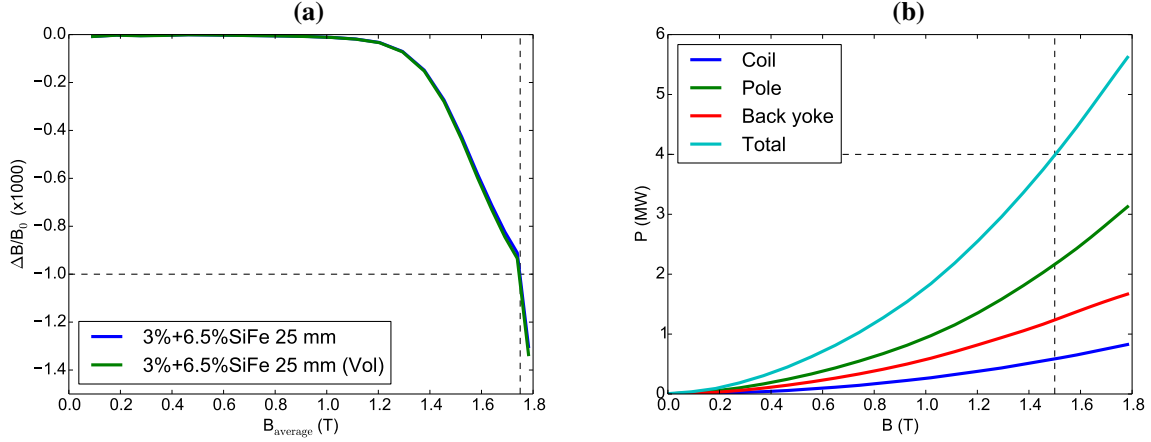 (a)
0.0
−0.2
−0.4
−0.6
−0.8
−1.0
−1.2
−1.4
ΔB/B₀ (x1000)
3%+6.5%SiFe 25 mm
3%+6.5%SiFe 25 mm (Vol)
0.0 0.2 0.4 0.6 0.8 1.0 1.2 1.4 1.6 1.8
B_average (T)
(b)
6
5
4
3
2
1
0
P (MW)
Coil
Pole
Back yoke
Total
0.0 0.2 0.4 0.6 0.8 1.0 1.2 1.4 1.6 1.8
B (T)